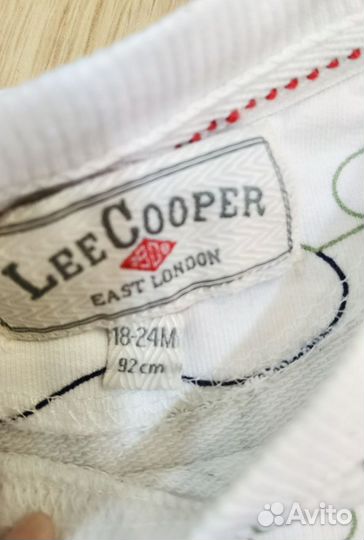 LEE COOPER
EAST LONDON
18-24M
92 cm
Avito